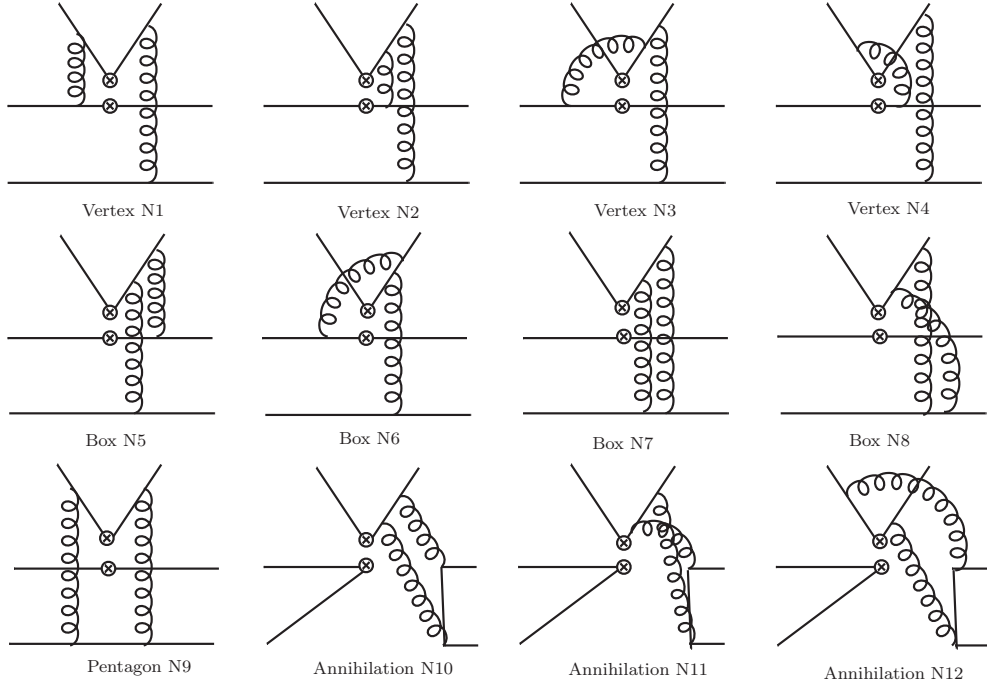 Vertex N1
Vertex N2
Vertex N3
Vertex N4
Box N5
Box N6
Box N7
Box N8
Pentagon N9
Annihilation N10
Annihilation N11
Annihilation N12